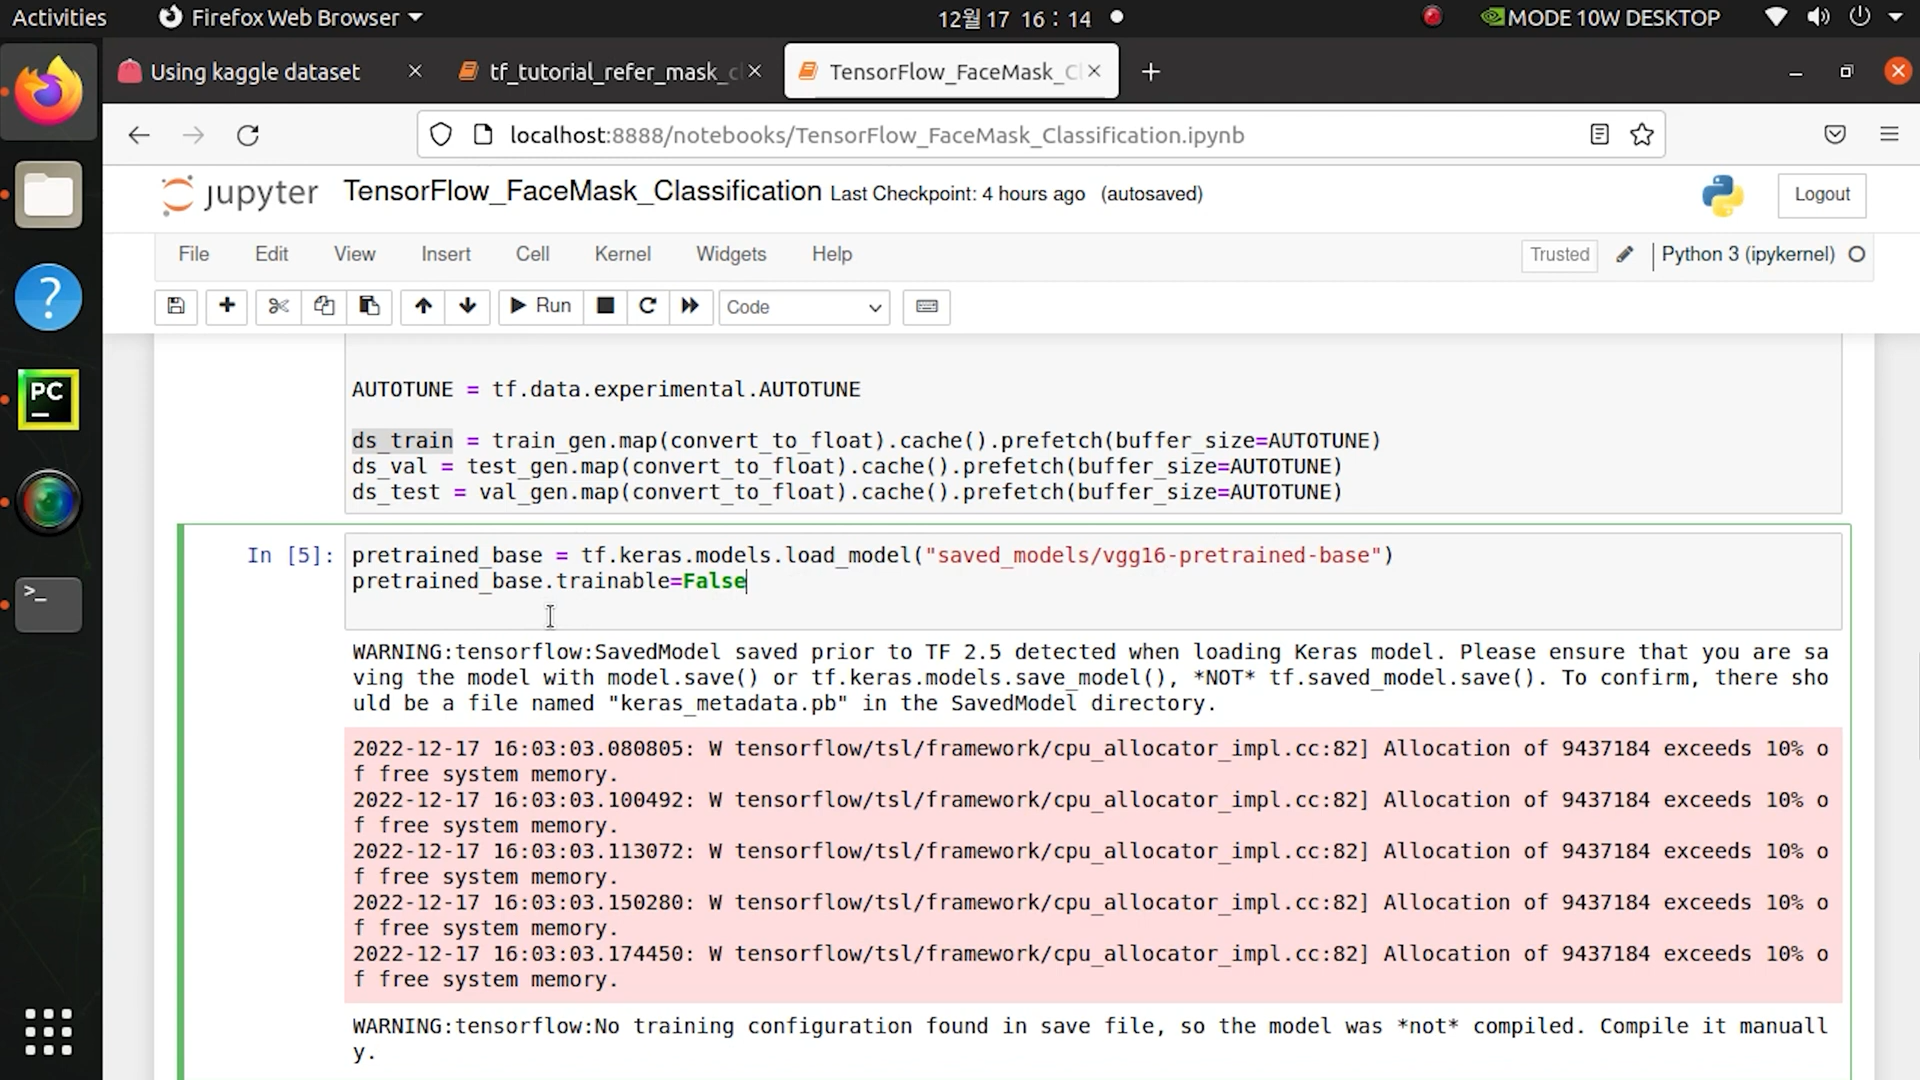 Activities
Firefox Web Browser
12월 17 16 : 14
MODE 10W DESKTOP
Using kaggle dataset
tf_tutorial_refer_mask_c
TensorFlow_FaceMask_C
localhost:8888/notebooks/TensorFlow_FaceMask_Classification.ipynb
jupyter
TensorFlow_FaceMask_Classification Last Checkpoint: 4 hours ago (autosaved)
Logout
File Edit View Insert Cell Kernel Widgets Help
Trusted
Python 3 (ipykernel)
Run
Code
PC
>_
AUTOTUNE = tf.data.experimental.AUTOTUNE
ds_train = train_gen.map(convert_to_float).cache().prefetch(buffer_size=AUTOTUNE)
ds_val = test_gen.map(convert_to_float).cache().prefetch(buffer_size=AUTOTUNE)
ds_test = val_gen.map(convert_to_float).cache().prefetch(buffer_size=AUTOTUNE)
In [5]:
pretrained_base = tf.keras.models.load_model("saved_models/vgg16-pretrained-base")
pretrained_base.trainable=False
WARNING:tensorflow:SavedModel saved prior to TF 2.5 detected when loading Keras model. Please ensure that you are sa
ving the model with model.save() or tf.keras.models.save_model(), *NOT* tf.saved_model.save(). To confirm, there sho
uld be a file named "keras_metadata.pb" in the SavedModel directory.
2022-12-17 16:03:03.080805: W tensorflow/tsl/framework/cpu_allocator_impl.cc:82] Allocation of 9437184 exceeds 10% o
f free system memory.
2022-12-17 16:03:03.100492: W tensorflow/tsl/framework/cpu_allocator_impl.cc:82] Allocation of 9437184 exceeds 10% o
f free system memory.
2022-12-17 16:03:03.113072: W tensorflow/tsl/framework/cpu_allocator_impl.cc:82] Allocation of 9437184 exceeds 10% o
f free system memory.
2022-12-17 16:03:03.150280: W tensorflow/tsl/framework/cpu_allocator_impl.cc:82] Allocation of 9437184 exceeds 10% o
f free system memory.
2022-12-17 16:03:03.174450: W tensorflow/tsl/framework/cpu_allocator_impl.cc:82] Allocation of 9437184 exceeds 10% o
f free system memory.
WARNING:tensorflow:No training configuration found in save file, so the model was *not* compiled. Compile it manuall
y.